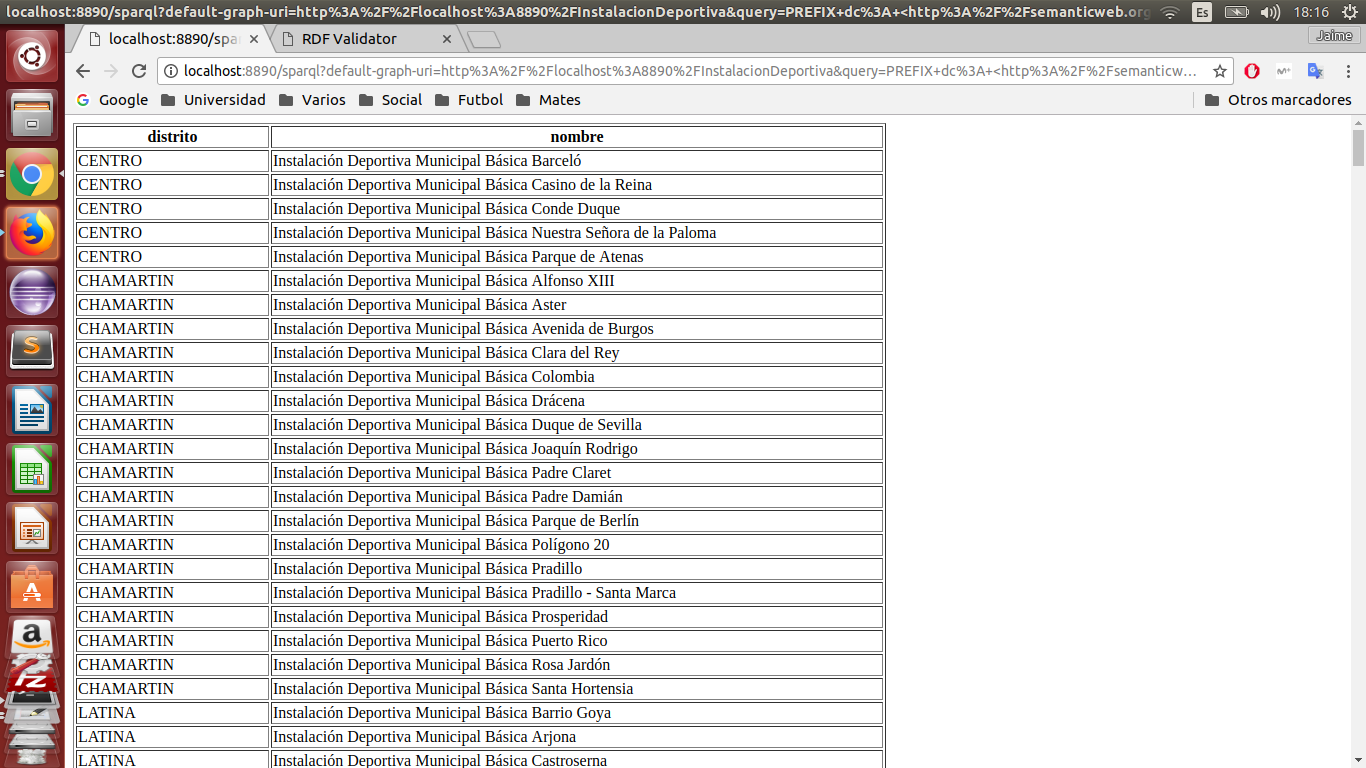 localhost:8890/sparql?default-graph-uri=http%3A%2F%2Flocalhost%3A8890%2FInstalacionDeportiva&query=PREFIX+dc%3A+<http%3A%2F%2Fsemanticweb.org
Es
18:16
localhost:8890/spa
RDF Validator
Jaime
localhost:8890/sparql?default-graph-uri=http%3A%2F%2Flocalhost%3A8890%2FInstalacionDeportiva&query=PREFIX+dc%3A+<http%3A%2F%2Fsemanticw...
Google Universidad Varios Social Futbol Mates Otros marcadores
distrito nombre
CENTRO Instalación Deportiva Municipal Básica Barceló
CENTRO Instalación Deportiva Municipal Básica Casino de la Reina
CENTRO Instalación Deportiva Municipal Básica Conde Duque
CENTRO Instalación Deportiva Municipal Básica Nuestra Señora de la Paloma
CENTRO Instalación Deportiva Municipal Básica Parque de Atenas
CHAMARTIN Instalación Deportiva Municipal Básica Alfonso XIII
CHAMARTIN Instalación Deportiva Municipal Básica Aster
CHAMARTIN Instalación Deportiva Municipal Básica Avenida de Burgos
CHAMARTIN Instalación Deportiva Municipal Básica Clara del Rey
CHAMARTIN Instalación Deportiva Municipal Básica Colombia
CHAMARTIN Instalación Deportiva Municipal Básica Drácena
CHAMARTIN Instalación Deportiva Municipal Básica Duque de Sevilla
CHAMARTIN Instalación Deportiva Municipal Básica Joaquín Rodrigo
CHAMARTIN Instalación Deportiva Municipal Básica Padre Claret
CHAMARTIN Instalación Deportiva Municipal Básica Padre Damián
CHAMARTIN Instalación Deportiva Municipal Básica Parque de Berlín
CHAMARTIN Instalación Deportiva Municipal Básica Polígono 20
CHAMARTIN Instalación Deportiva Municipal Básica Pradillo
CHAMARTIN Instalación Deportiva Municipal Básica Pradillo - Santa Marca
CHAMARTIN Instalación Deportiva Municipal Básica Prosperidad
CHAMARTIN Instalación Deportiva Municipal Básica Puerto Rico
CHAMARTIN Instalación Deportiva Municipal Básica Rosa Jardón
CHAMARTIN Instalación Deportiva Municipal Básica Santa Hortensia
LATINA Instalación Deportiva Municipal Básica Barrio Goya
LATINA Instalación Deportiva Municipal Básica Arjona
LATINA Instalación Deportiva Municipal Básica Castroserna